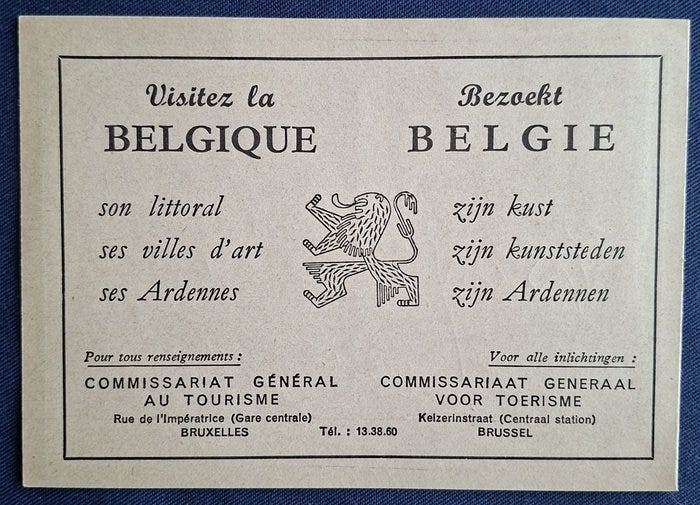 Visitez la
BELGIQUE
son littoral
ses villes d'art
ses Ardennes
Bezoekt
BELGIE
zijn kust
zijn kunststeden
zijn Ardennen
Pour tous renseignements :
COMMISSARIAT GÉNÉRAL
AU TOURISME
Rue de l'Impératrice (Gare centrale)
BRUXELLES
Tél. : 13.38.60
Voor alle inlichtingen :
COMMISSARIAAT GENERAAL
VOOR TOERISME
Keizerinstraat (Centraal station)
BRUSSEL